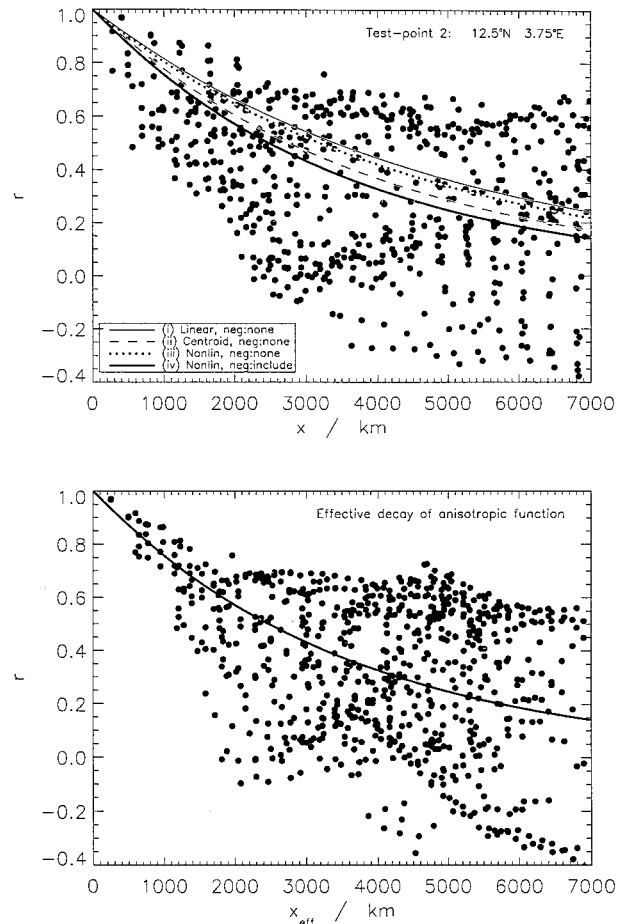 Test-point 2: 12.5°N 3.75°E
1.0
0.8
0.6
0.4
0.2
0.0
-0.2
-0.4
r
(i) Linear, neg:none
(ii) Centroid, neg:none
(iii) Nonlin, neg:none
(iv) Nonlin, neg:include
0 1000 2000 3000 4000 5000 6000 7000
x / km
Effective decay of anisotropic function
1.0
0.8
0.6
0.4
0.2
0.0
-0.2
-0.4
r
0 1000 2000 3000 4000 5000 6000 7000
x_eff